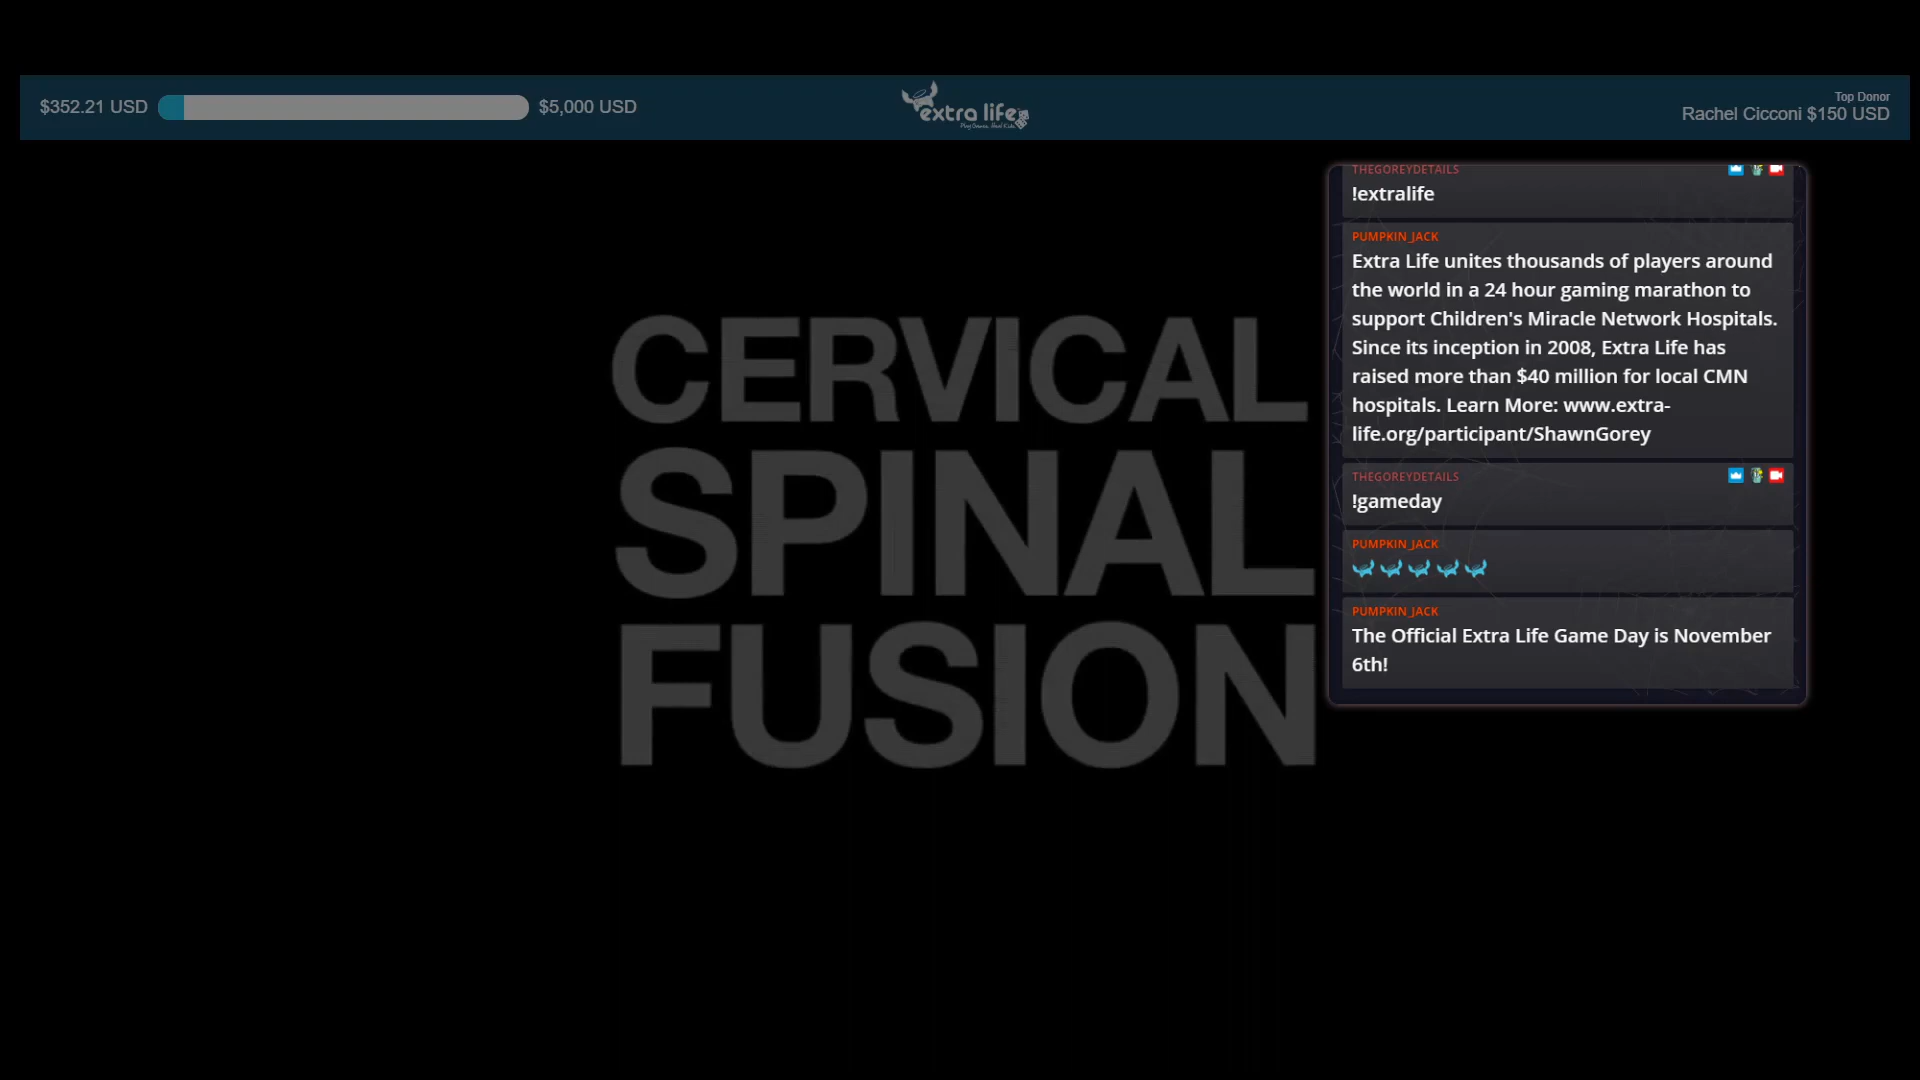 $352.21 USD
$5,000 USD
extra life
Play Games. Heal Kids.
Top Donor
Rachel Cicconi $150 USD
THEGOREYDETAILS
!extralife
PUMPKIN_JACK
Extra Life unites thousands of players around
the world in a 24 hour gaming marathon to
support Children's Miracle Network Hospitals.
Since its inception in 2008, Extra Life has
raised more than $40 million for local CMN
hospitals. Learn More: www.extra-
life.org/participant/ShawnGorey
THEGOREYDETAILS
!gameday
PUMPKIN_JACK
PUMPKIN_JACK
The Official Extra Life Game Day is November
6th!
CERVICAL
SPINAL
FUSION